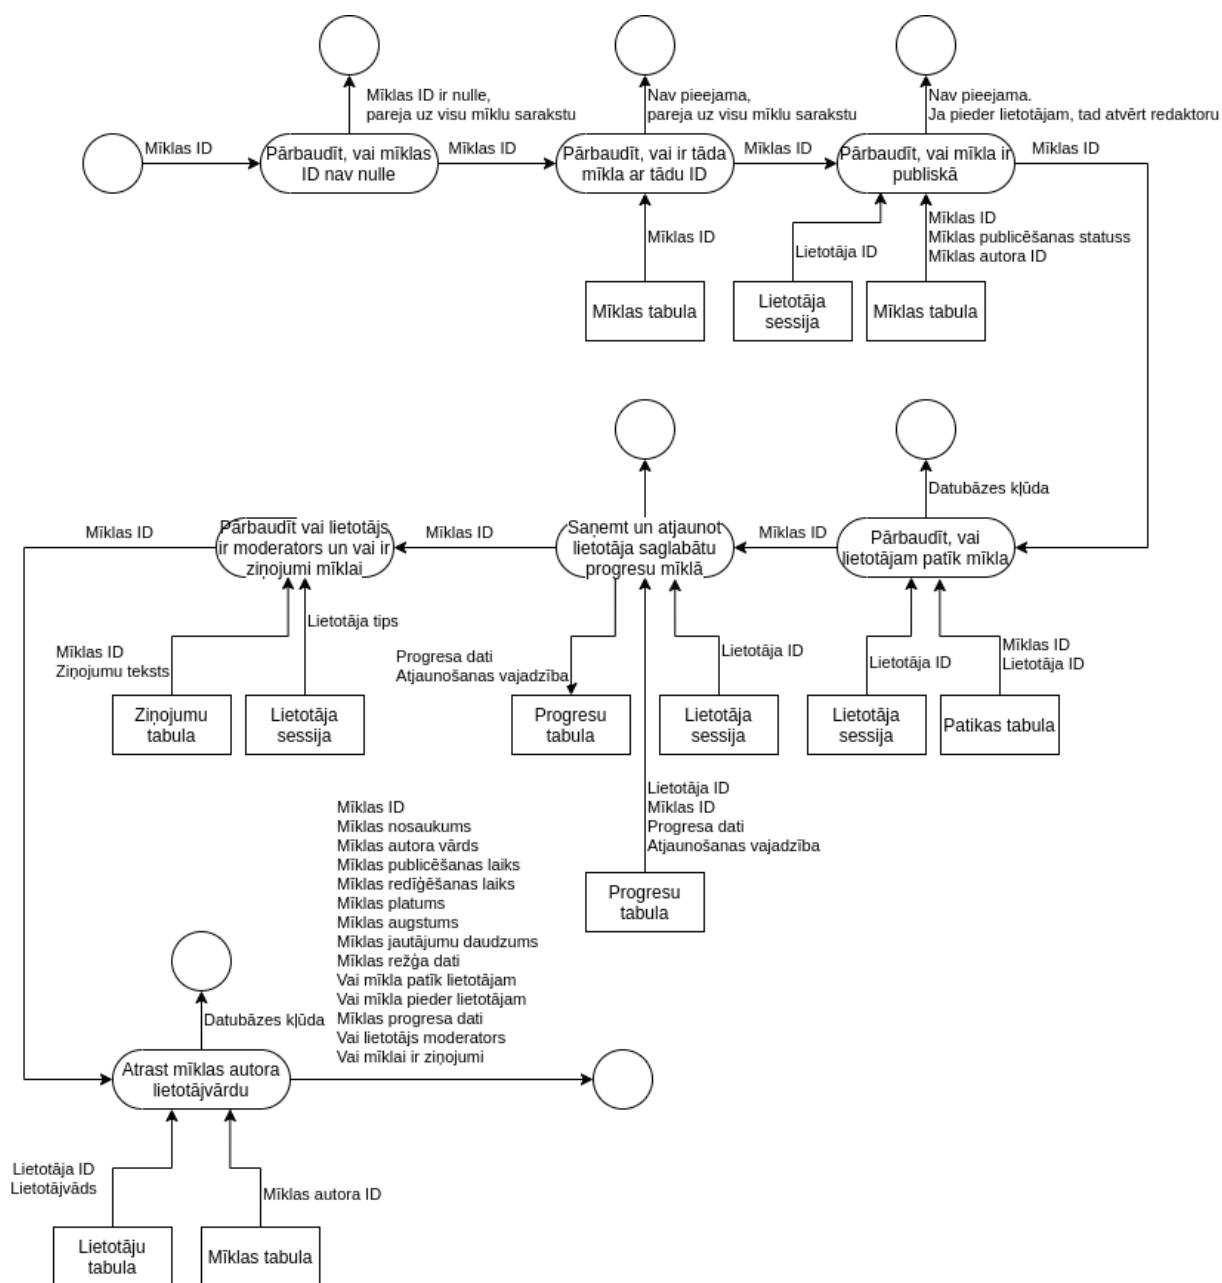 Mīklas ID ir nulle,
pareja uz visu mīklu sarakstu
Nav pieejama,
pareja uz visu mīklu sarakstu
Nav pieejama.
Ja pieder lietotājam, tad atvērt redaktoru
Mīklas ID
Pārbaudīt, vai mīklas
ID nav nulle
Mīklas ID
Pārbaudīt, vai ir tāda
mīkla ar tādu ID
Mīklas ID
Pārbaudīt, vai mīkla ir
publiskā
Mīklas ID
Mīklas ID
Lietotāja ID
Mīklas ID
Mīklas publicēšanas statuss
Mīklas autora ID
Mīklas tabula
Lietotāja
sessija
Mīklas tabula
Datubāzes kļūda
Mīklas ID
Pārbaudīt vai lietotājs
ir moderators un vai ir
ziņojumi mīklai
Mīklas ID
Saņemt un atjaunot
lietotāja saglabātu
progresu mīklā
Mīklas ID
Pārbaudīt, vai
lietotājam patīk mīkla
Mīklas ID
Ziņojumu teksts
Lietotāja tips
Progresa dati
Atjaunošanas vajadzība
Lietotāja ID
Lietotāja ID
Mīklas ID
Lietotāja ID
Ziņojumu
tabula
Lietotāja
sessija
Progresu
tabula
Lietotāja
sessija
Lietotāja
sessija
Patikas tabula
Lietotāja ID
Mīklas ID
Progresa dati
Atjaunošanas vajadzība
Progresu
tabula
Mīklas ID
Mīklas nosaukums
Mīklas autora vārds
Mīklas publicēšanas laiks
Mīklas redīģēšanas laiks
Mīklas platums
Mīklas augstums
Mīklas jautājumu daudzums
Mīklas režģa dati
Vai mīkla patīk lietotājam
Vai mīkla pieder lietotājam
Mīklas progresa dati
Vai lietotājs moderators
Vai mīklai ir ziņojumi
Datubāzes kļūda
Atrast mīklas autora
lietotājvārdu
Lietotāja ID
Lietotājvāds
Mīklas autora ID
Lietotāju
tabula
Mīklas tabula